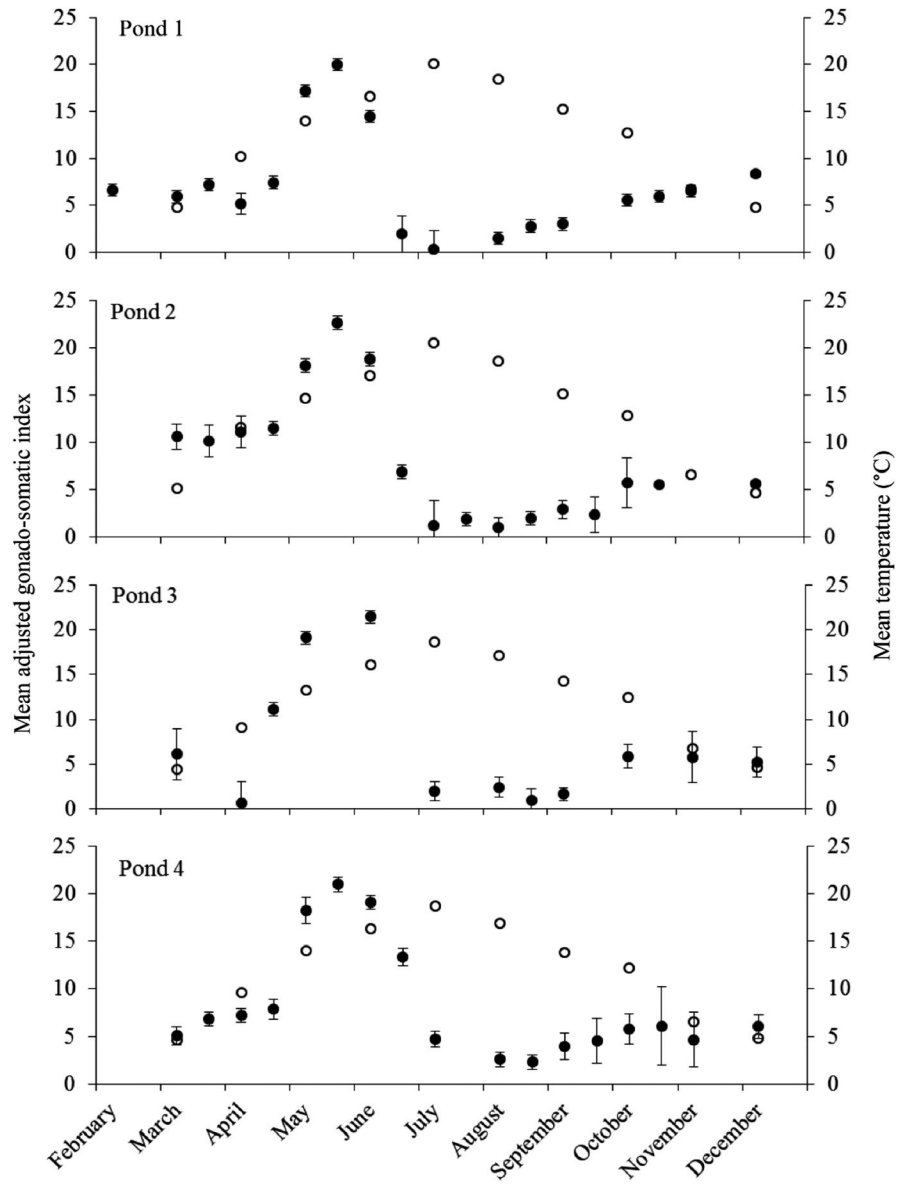 Pond 1
25
20
15
10
5
0
25
20
15
10
5
0
Pond 2
25
20
15
10
5
0
25
20
15
10
5
0
Pond 3
25
20
15
10
5
0
25
20
15
10
5
0
Pond 4
25
20
15
10
5
0
25
20
15
10
5
0
Mean adjusted gonado-somatic index
Mean temperature (°C)
February
March
April
May
June
July
August
September
October
November
December